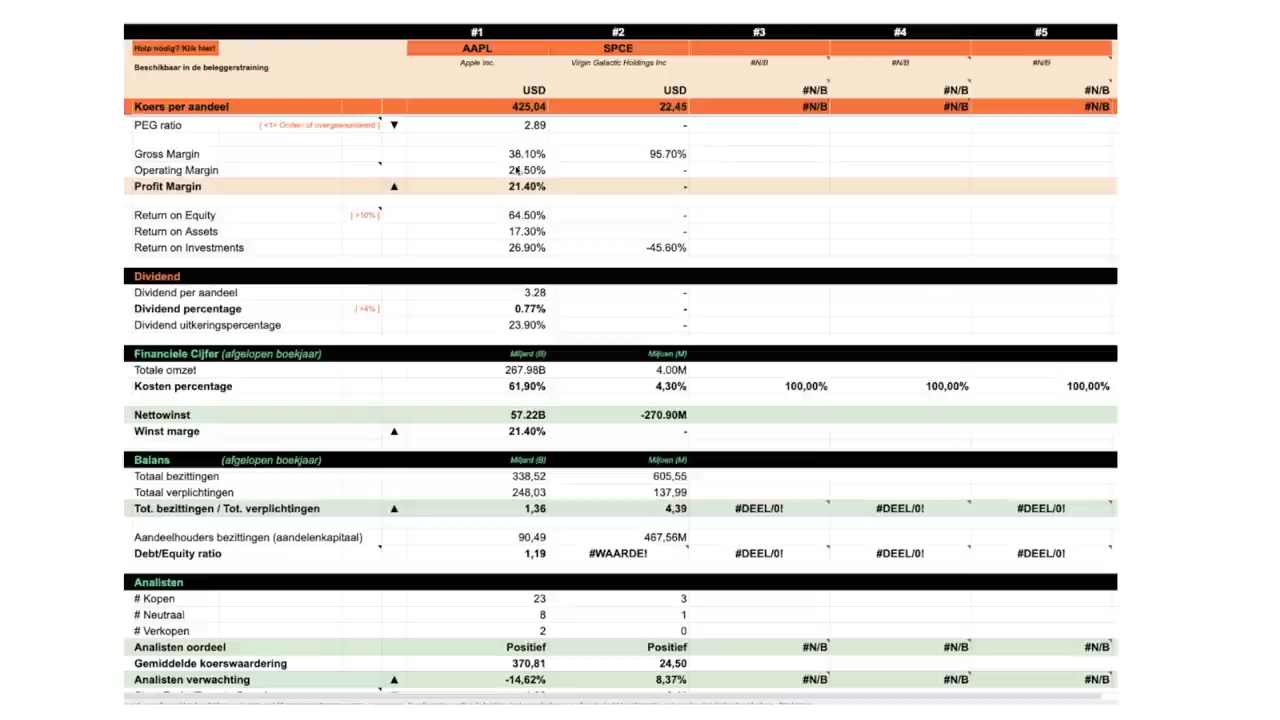 #1 #2 #3 #4 #5
Hulp nodig? Klik hier! AAPL SPCE
Beschikbaar in de beleggerstraining Apple Inc. Virgin Galactic Holdings Inc #N/B #N/B #N/B
USD USD #N/B #N/B #N/B
Koers per aandeel 425,04 22,45 #N/B #N/B #N/B
PEG ratio [ <1> Onder- of overgewaardeerd ] ▼ 2.89 -
Gross Margin 38.10% 95.70%
Operating Margin -
Profit Margin ▲ 21.40% -
Return on Equity [ >10% ] 64.50% -
Return on Assets 17.30% -
Return on Investments 26.90% -45.60%
Dividend
Dividend per aandeel 3.28 -
Dividend percentage [ >4% ] 0.77% -
Dividend uitkeringspercentage 23.90% -
Financiele Cijfer (afgelopen boekjaar) Miljard (B) Miljoen (M)
Totale omzet 267.98B 4.00M
Kosten percentage 61,90% 4,30% 100,00% 100,00% 100,00%
Nettowinst 57.22B -270.90M
Winst marge ▲ 21.40% -
Balans (afgelopen boekjaar) Miljard (B) Miljoen (M)
Totaal bezittingen 338,52 605,55
Totaal verplichtingen 248,03 137,99
Tot. bezittingen / Tot. verplichtingen ▲ 1,36 4,39 #DEEL/0! #DEEL/0! #DEEL/0!
Aandeelhouders bezittingen (aandelenkapitaal) 90,49 467,56M
Debt/Equity ratio 1,19 #WAARDE! #DEEL/0! #DEEL/0! #DEEL/0!
Analisten
# Kopen 23 3
# Neutraal 8 1
# Verkopen 2 0
Analisten oordeel Positief Positief #N/B #N/B #N/B
Gemiddelde koerswaardering 370,81 24,50
Analisten verwachting ▲ -14,62% 8,37% #N/B #N/B #N/B